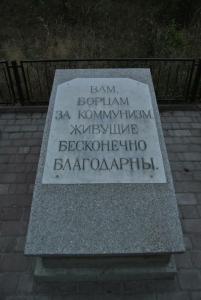 ВАМ,
БОРЦАМ
ЗА КОММУНИЗМ,
ЖИВУЩИЕ
БЕСКОНЕЧНО
БЛАГОДАРНЫ.